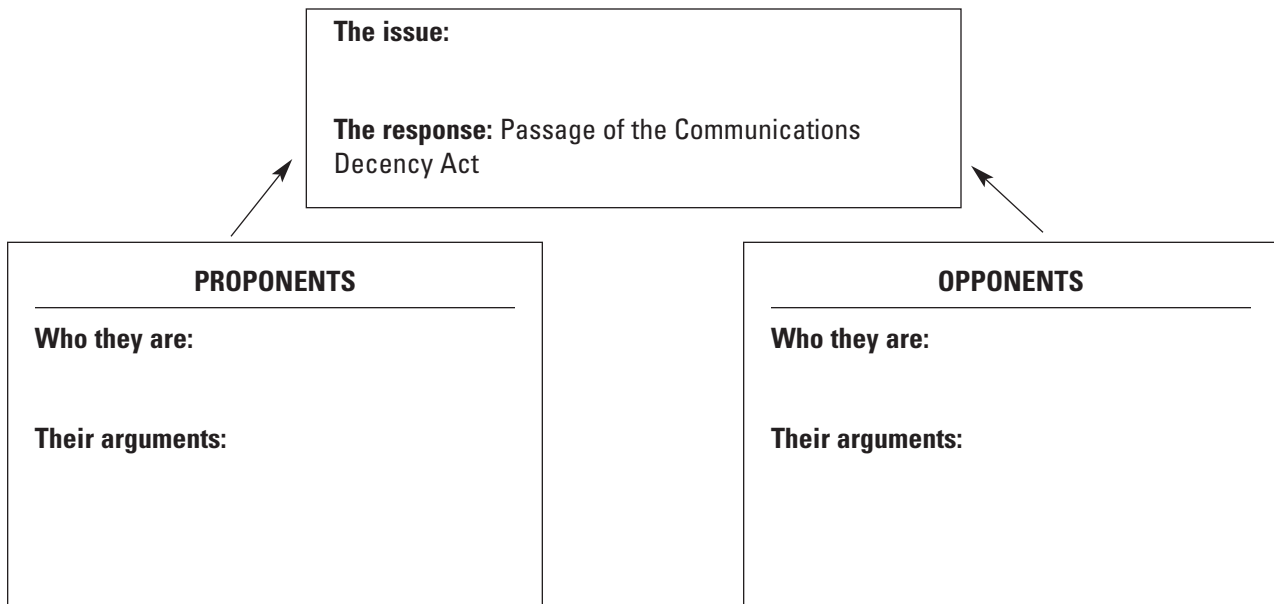 The issue:
The response: Passage of the Communications
Decency Act
PROPONENTS
Who they are:
Their arguments:
OPPONENTS
Who they are:
Their arguments: